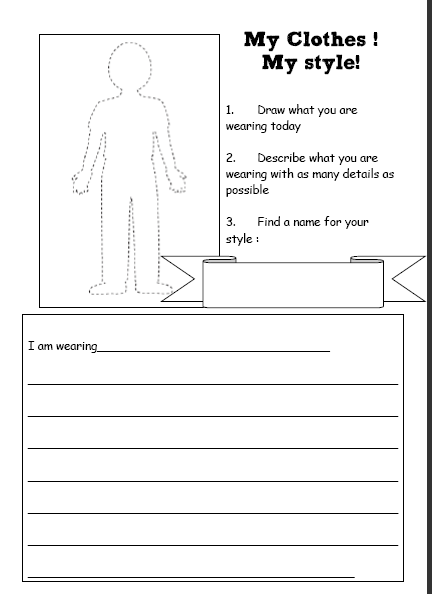 My Clothes !
My style!
1. Draw what you are
wearing today
2. Describe what you are
wearing with as many details as
possible
3. Find a name for your
style :
I am wearing